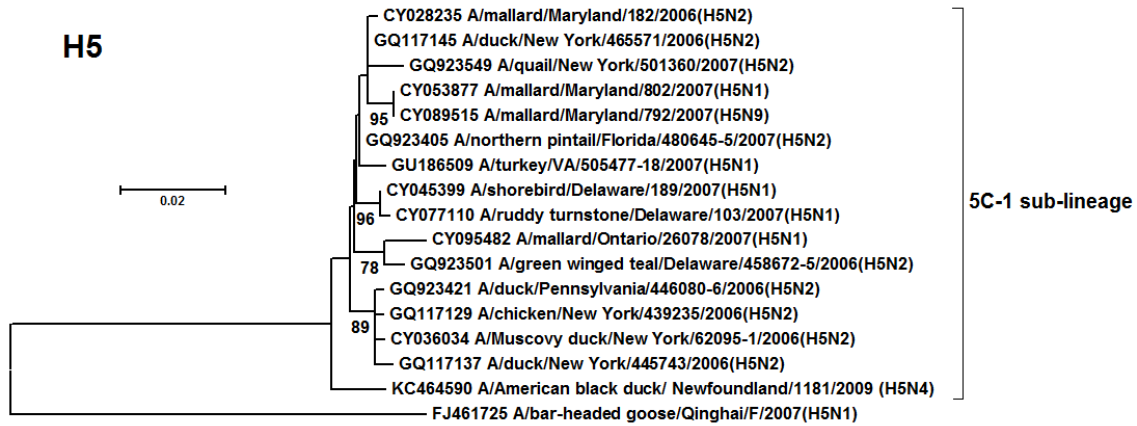 H5
CY028235 A/mallard/Maryland/182/2006(H5N2)
GQ117145 A/duck/New York/465571/2006(H5N2)
GQ923549 A/quail/New York/501360/2007(H5N2)
CY053877 A/mallard/Maryland/802/2007(H5N1)
CY089515 A/mallard/Maryland/792/2007(H5N9)
95
GQ923405 A/northern pintail/Florida/480645-5/2007(H5N2)
GU186509 A/turkey/VA/505477-18/2007(H5N1)
CY045399 A/shorebird/Delaware/189/2007(H5N1)
0.02
5C-1 sub-lineage
CY077110 A/ruddy turnstone/Delaware/103/2007(H5N1)
96
CY095482 A/mallard/Ontario/26078/2007(H5N1)
GQ923501 A/green winged teal/Delaware/458672-5/2006(H5N2)
78
GQ923421 A/duck/Pennsylvania/446080-6/2006(H5N2)
GQ117129 A/chicken/New York/439235/2006(H5N2)
89
CY036034 A/Muscovy duck/New York/62095-1/2006(H5N2)
GQ117137 A/duck/New York/445743/2006(H5N2)
KC464590 A/American black duck/ Newfoundland/1181/2009 (H5N4)
FJ461725 A/bar-headed goose/Qinghai/F/2007(H5N1)